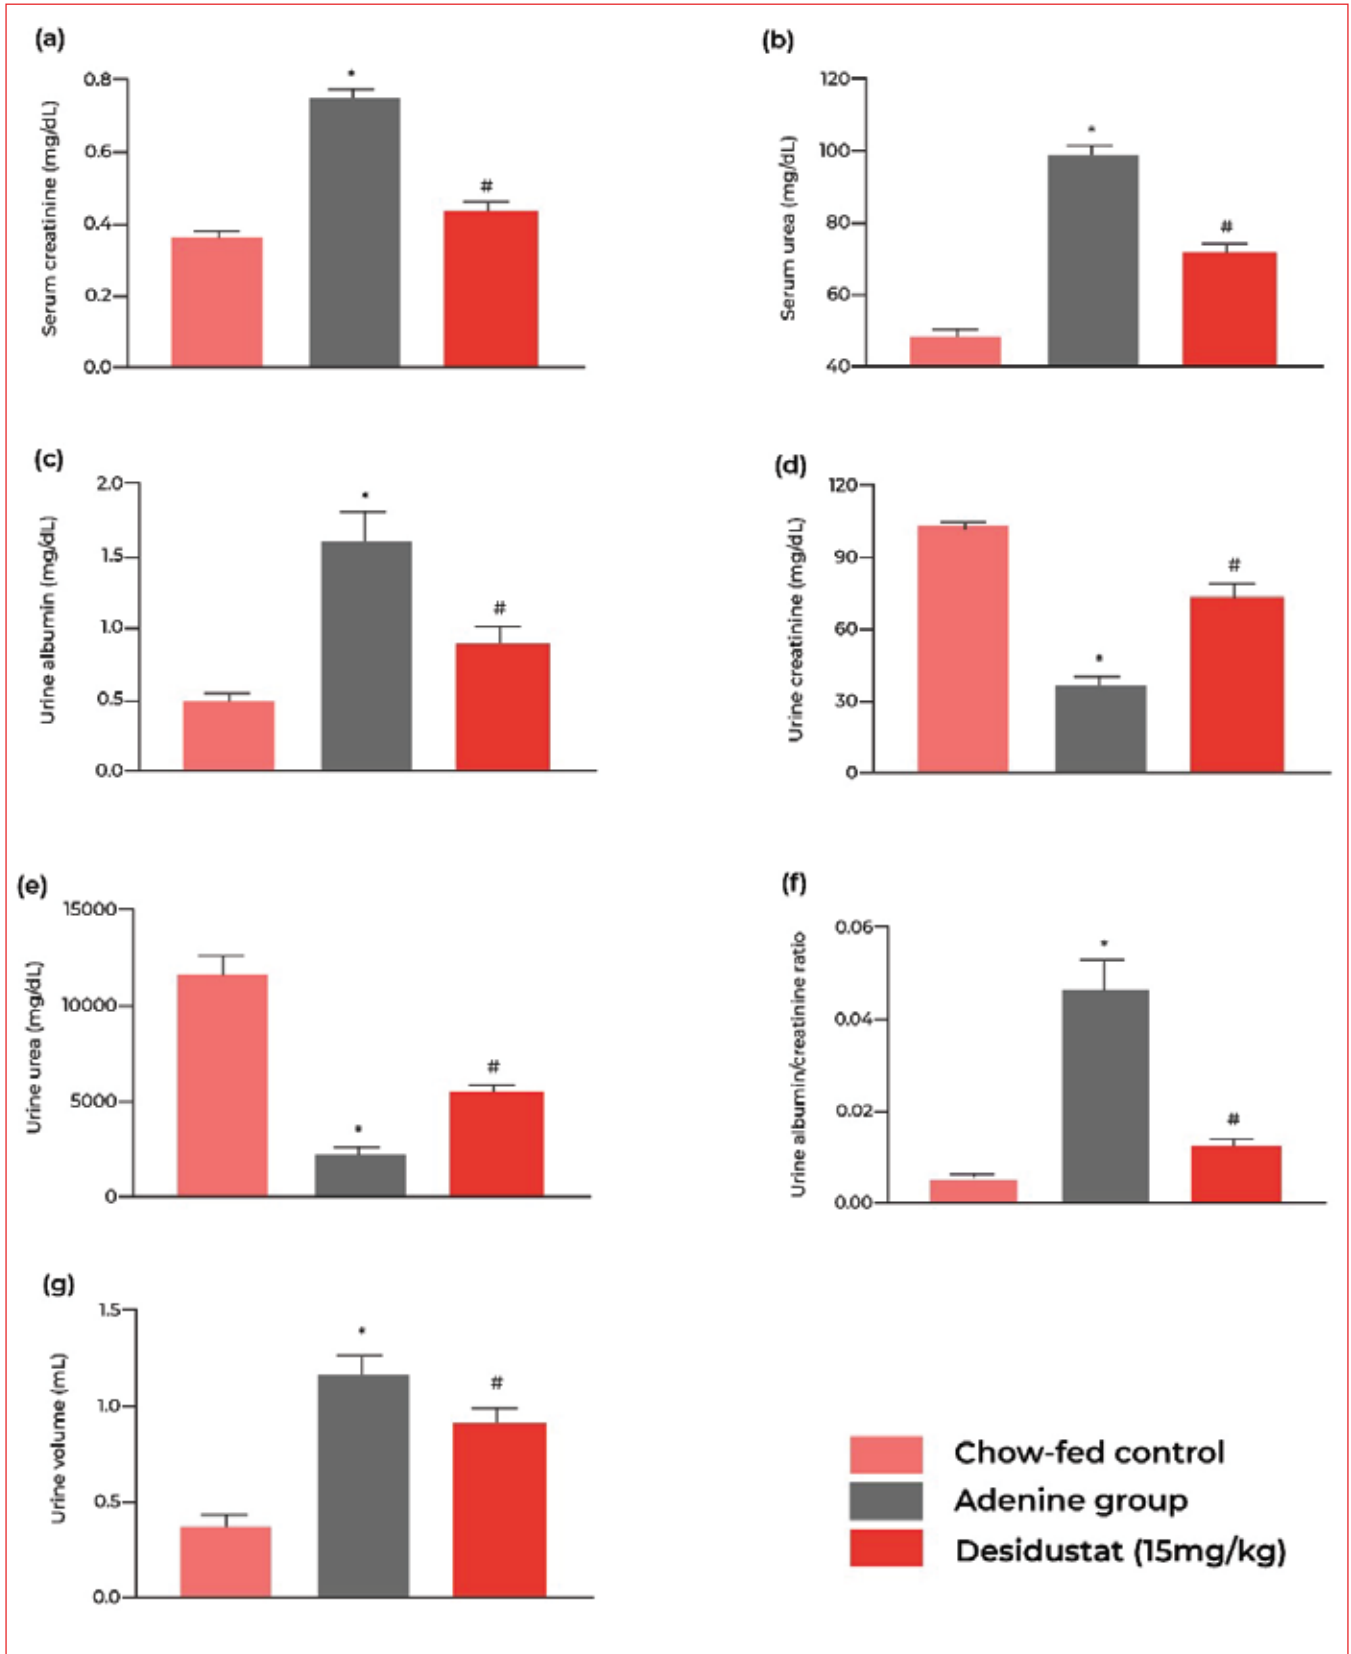 (a)
Serum creatinine (mg/dL)
0.8
0.6
0.4
0.2
0.0
*
#
(b)
Serum urea (mg/dL)
120
100
80
60
40
*
#
(c)
Urine albumin (mg/dL)
2.0
1.5
1.0
0.5
0.0
*
#
(d)
Urine creatinine (mg/dL)
120
90
60
30
0
*
#
(e)
Urine urea (mg/dL)
15000
10000
5000
0
*
#
(f)
Urine albumin/creatinine ratio
0.06
0.04
0.02
0.00
*
#
(g)
Urine volume (mL)
1.5
1.0
0.5
0.0
*
#
Chow-fed control
Adenine group
Desidustat (15mg/kg)